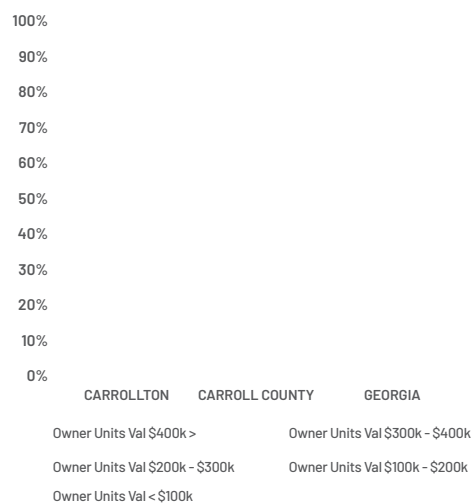 100%
90%
80%
70%
60%
50%
40%
30%
20%
10%
0%
CARROLLTON CARROLL COUNTY GEORGIA
Owner Units Val $400k > Owner Units Val $300k - $400k
Owner Units Val $200k - $300k Owner Units Val $100k - $200k
Owner Units Val < $100k